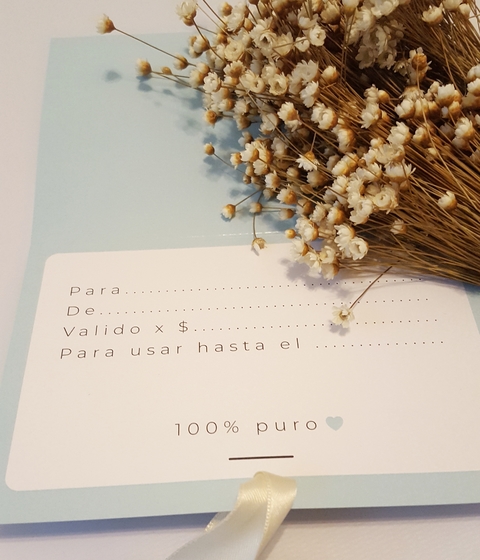 Para..............................................
De..............................................
Valido x $........................................
Para usar hasta el ....................
100% puro